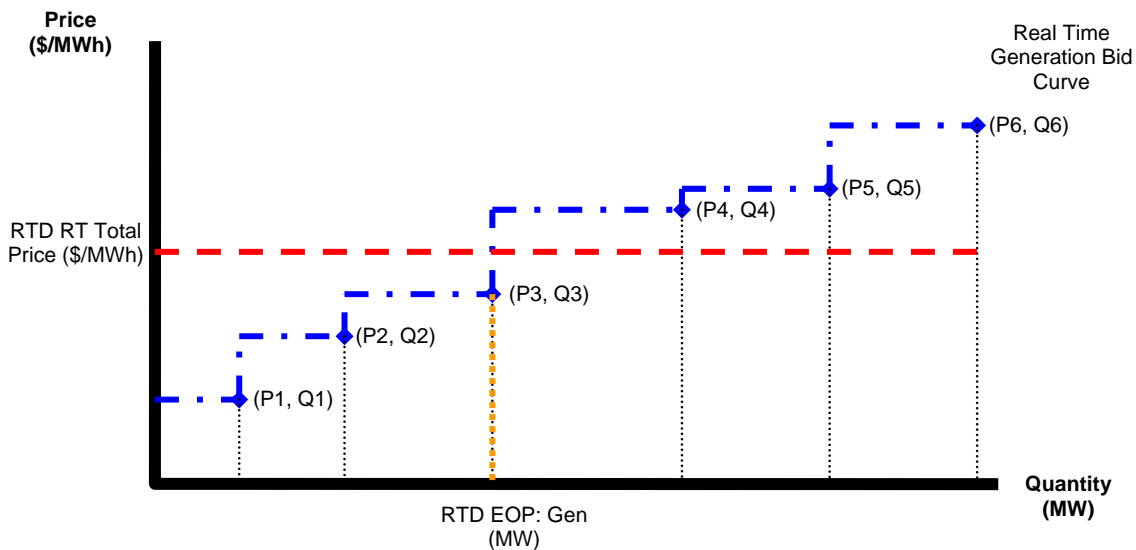 Price
($/MWh)
Real Time
Generation Bid
Curve
(P6, Q6)
(P5, Q5)
(P4, Q4)
RTD RT Total
Price ($/MWh)
(P3, Q3)
(P2, Q2)
(P1, Q1)
Quantity
(MW)
RTD EOP: Gen
(MW)